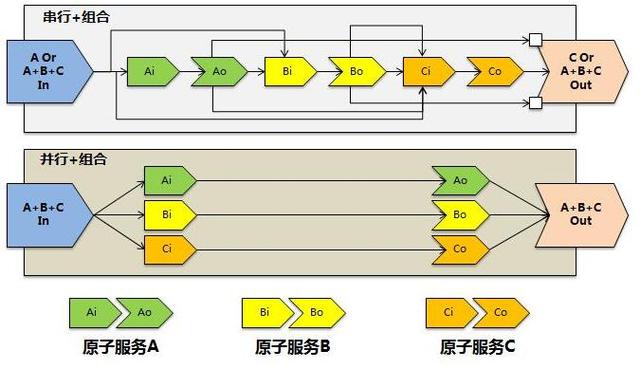 串行+组合
A Or
A+B+C
In
Ai
Ao
Bi
Bo
Ci
Co
C Or
A+B+C
Out
并行+组合
A+B+C
In
Ai
Ao
Bi
Bo
Ci
Co
A+B+C
Out
Ai
Ao
Bi
Bo
Ci
Co
原子服务A
原子服务B
原子服务C